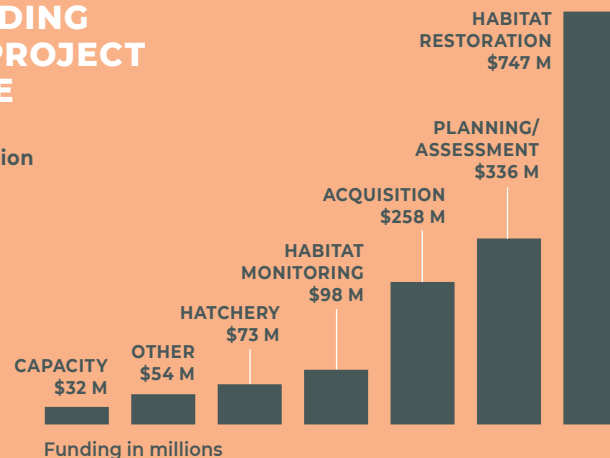 DING
PROJECT
E
ion
HABITAT
RESTORATION
$747 M
PLANNING/
ASSESSMENT
$336 M
ACQUISITION
$258 M
HABITAT
MONITORING
$98 M
HATCHERY
$73 M
OTHER
$54 M
CAPACITY
$32 M
Funding in millions